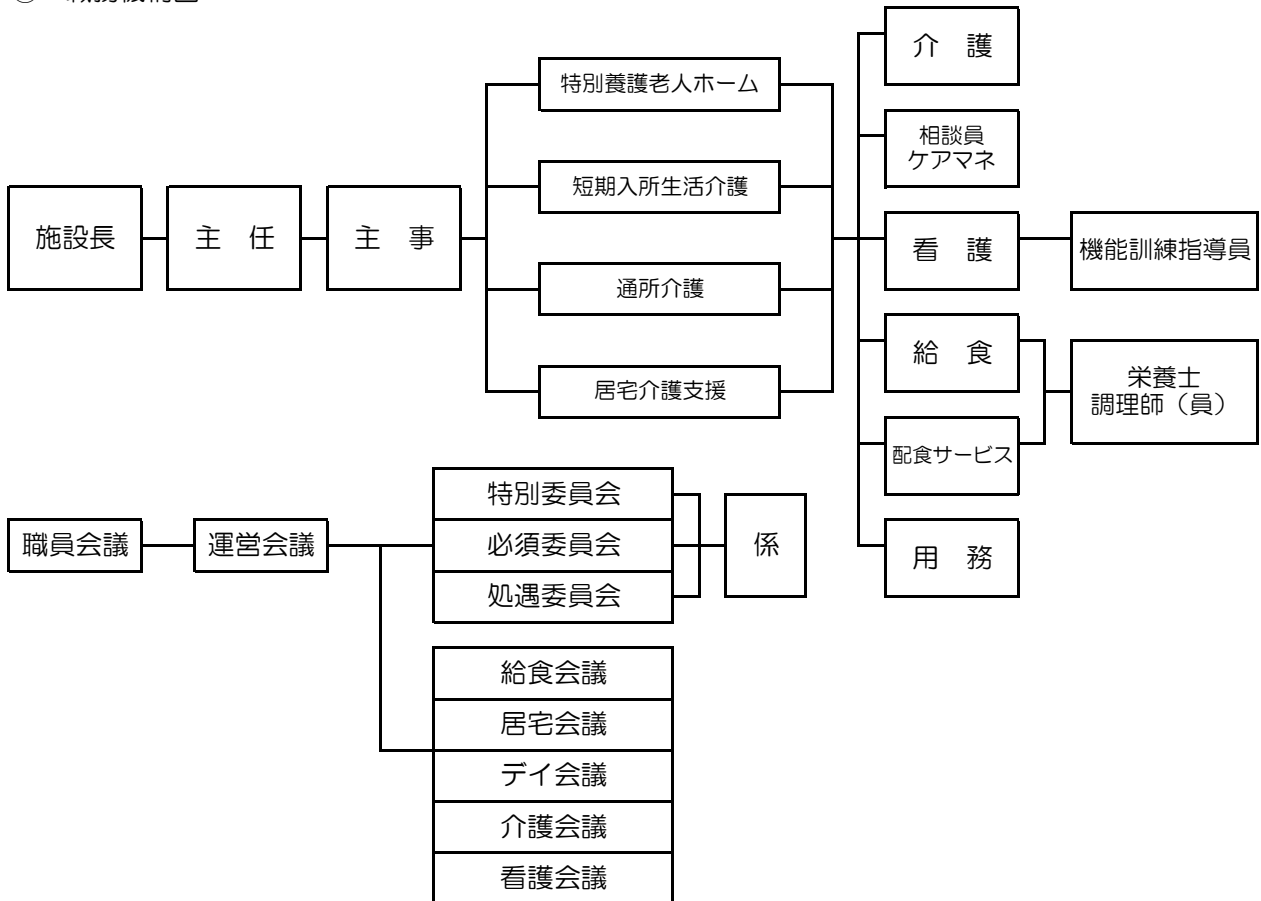 施設長
主　任
主　事
特別養護老人ホーム
短期入所生活介護
通所介護
居宅介護支援
介　護
相談員
ケアマネ
看　護
機能訓練指導員
給　食
配食サービス
栄養士
調理師（員）
用　務
職員会議
運営会議
特別委員会
必須委員会
処遇委員会
係
給食会議
居宅会議
デイ会議
介護会議
看護会議